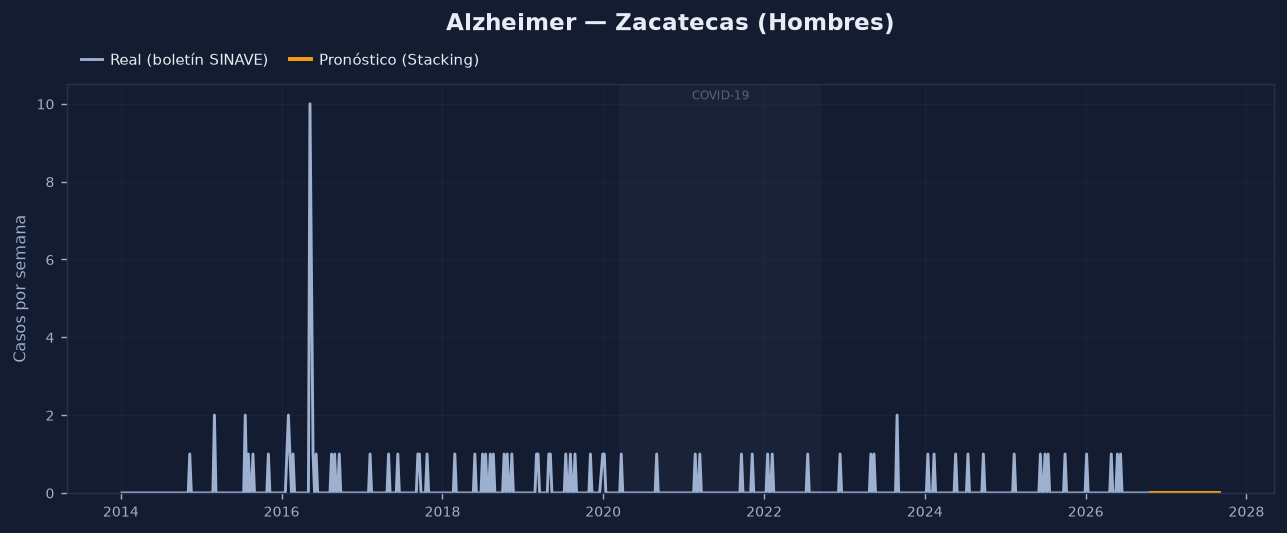 Alzheimer — Zacatecas (Hombres)
Real (boletín SINAVE) Pronóstico (Stacking)
COVID-19
Casos por semana
10
8
6
4
2
0
2014 2016 2018 2020 2022 2024 2026 2028